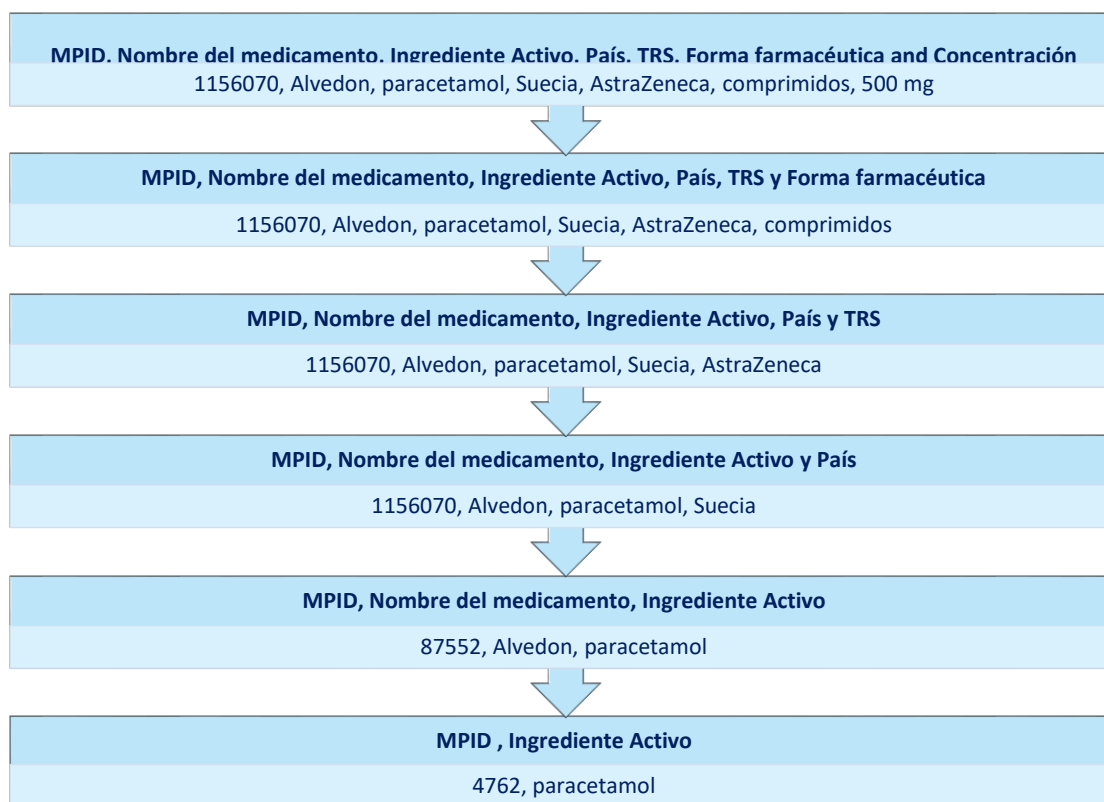 MPID, Nombre del medicamento, Ingrediente Activo, País, TRS, Forma farmacéutica and Concentración
1156070, Alvedon, paracetamol, Suecia, AstraZeneca, comprimidos, 500 mg
MPID, Nombre del medicamento, Ingrediente Activo, País, TRS y Forma farmacéutica
1156070, Alvedon, paracetamol, Suecia, AstraZeneca, comprimidos
MPID, Nombre del medicamento, Ingrediente Activo, País y TRS
1156070, Alvedon, paracetamol, Suecia, AstraZeneca
MPID, Nombre del medicamento, Ingrediente Activo y País
1156070, Alvedon, paracetamol, Suecia
MPID, Nombre del medicamento, Ingrediente Activo
87552, Alvedon, paracetamol
MPID , Ingrediente Activo
4762, paracetamol